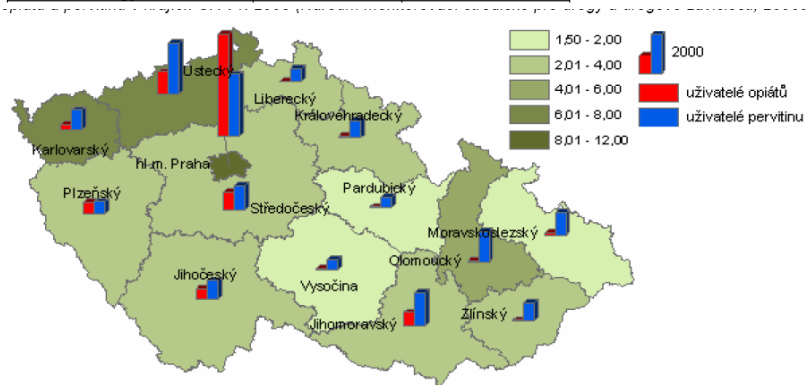 1,50 - 2,00
2,01 - 4,00
4,01 - 6,00
6,01 - 8,00
8,01 - 12,00
2000
uživatelé opiátů
uživatelé pervitinu
Ústecký
Liberecký
Královéhradecký
Karlovarský
hl.m. Praha
Plzeňský
Středočeský
Pardubický
Moravskoslezský
Olomoucký
Jihočeský
Vysočina
Jihomoravský
Zlínský